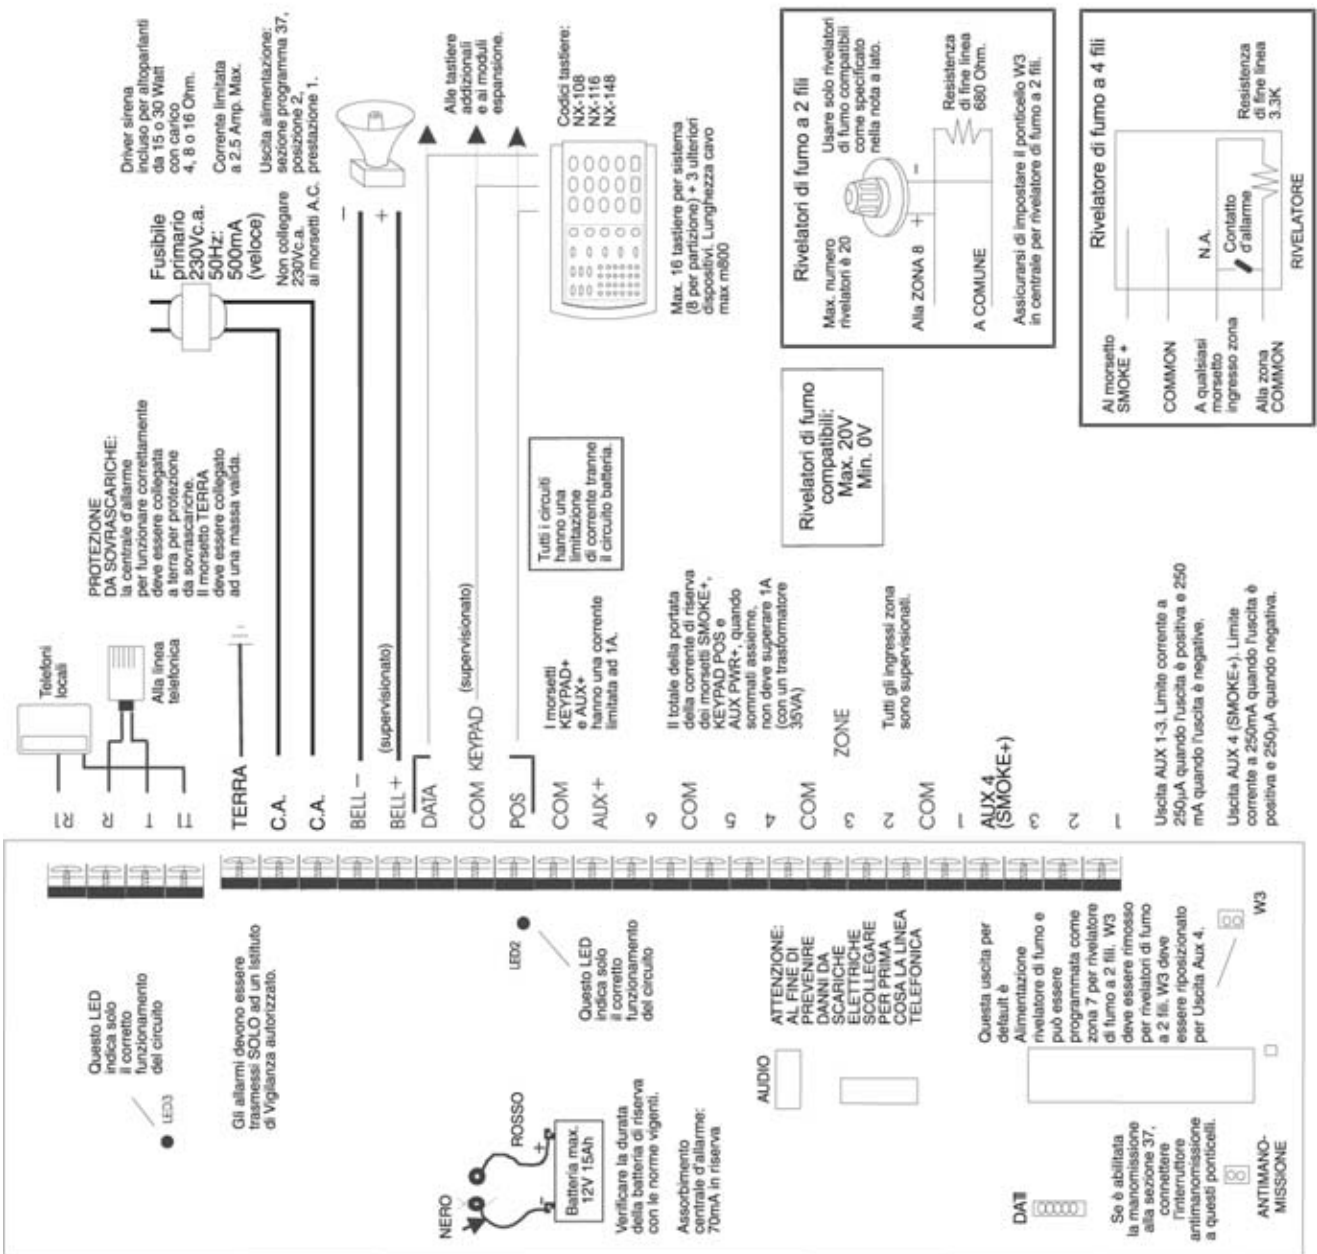 Telefoni
locali
Alla linea
telefonica
PROTEZIONE
DA SOVRASCARICHE:
la centrale d'allarme
per funzionare correttamente
deve essere collegata
a terra per protezione
da sovrascariche.
Il morsetto TERRA
deve essere collegato
ad una massa valida.
Fusibile
primario
230Vc.a.
50Hz:
500mA
(veloce)
Non collegare
230Vc.a.
ai morsetti A.C.
Driver sirena
incluso per altoparlanti
da 15 o 30 Watt
con carico
4, 8 o 16 Ohm.
Corrente limitata
a 2.5 Amp. Max.
Uscita alimentazione:
sezione programma 37,
posizione 2,
prestazione 1.
Alle tastiere
addizionali
e ai moduli
espansione.
Codici tastiere:
NX-108
NX-116
NX-148
Max. 16 tastiere per sistema
(8 per partizione) + 3 ulteriori
dispositivi. Lunghezza cavo
max m800
R1
R
T
T1
TERRA
C.A.
C.A.
BELL −
BELL +
(supervisionato)
−
+
DATA
COM KEYPAD
(supervisionato)
POS
COM
AUX +
6
COM
5
4
COM
3
ZONE
2
COM
1
AUX 4
(SMOKE+)
3
2
1
I morsetti
KEYPAD+
e AUX+
hanno una corrente
limitata ad 1A.
Tutti i circuiti
hanno una
limitazione
di corrente tranne
il circuito batteria.
Il totale della portata
della corrente di riserva
dei morsetti SMOKE+,
KEYPAD POS e
AUX PWR+, quando
sommati assieme,
non deve superare 1A
(con un trasformatore
35VA)
Tutti gli ingressi zona
sono supervisionati.
Rivelatori di fumo
compatibili:
Max. 20V
Min. 0V
Rivelatori di fumo a 2 fili
Max. numero
rivelatori è 20
Usare solo rivelatori
di fumo compatibili
come specificato
nella nota a lato.
+
−
Alla ZONA 8
A COMUNE
Resistenza
di fine linea
680 Ohm.
Assicurarsi di impostare il ponticello W3
in centrale per rivelatore di fumo a 2 fili.
Rivelatore di fumo a 4 fili
Al morsetto
SMOKE +
COMMON
A qualsiasi
morsetto
ingresso zona
Alla zona
COMMON
N.A.
Contatto
d'allarme
Resistenza
di fine linea
3.3K
RIVELATORE
Uscita AUX 1-3. Limite corrente a
250µA quando l'uscita è positiva e 250
mA quando l'uscita è negative.
Uscita AUX 4 (SMOKE+). Limite
corrente a 250mA quando l'uscita è
positiva e 250µA quando negativa.
Questo LED
indica solo
il corretto
funzionamento
del circuito
LED3
Gli allarmi devono essere
trasmessi SOLO ad un Istituto
di Vigilanza autorizzato.
LED2
Questo LED
indica solo
il corretto
funzionamento
del circuito
NERO
ROSSO
-
+
Batteria max.
12V 15Ah
Verificare la durata
della batteria di riserva
con le norme vigenti.
Assorbimento
centrale d'allarme:
70mA in riserva
AUDIO
ATTENZIONE:
AL FINE DI
PREVENIRE
DANNI DA
SCARICHE
ELETTRICHE
SCOLLEGARE
PER PRIMA
COSA LA LINEA
TELEFONICA
Questa uscita per
default è
Alimentazione
rivelatore di fumo e
può essere
programmata come
zona 7 per rivelatore
di fumo a 2 fili. W3
deve essere rimosso
per rivelatori di fumo
a 2 fili. W3 deve
essere riposizionato
per Uscita Aux 4.
W3
DATI
Se è abilitata
la manomissione
alla sezione 37,
connettere
l'interruttore
antimanomissione
a questi ponticelli.
ANTIMANO-
MISSIONE